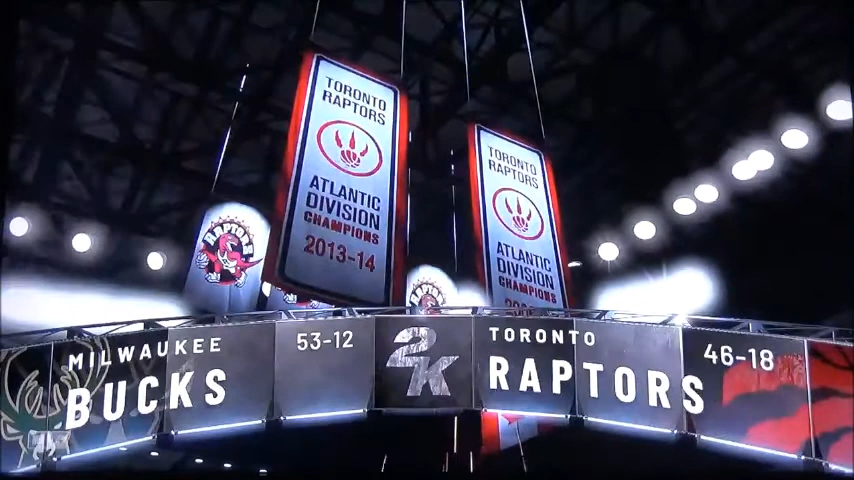 TORONTO
RAPTORS
ATLANTIC
DIVISION
CHAMPIONS
2013-14
TORONTO
RAPTORS
ATLANTIC
DIVISION
CHAMPIONS
RAPTORS
MILWAUKEE
BUCKS
53-12
2K
TORONTO
RAPTORS
46-18